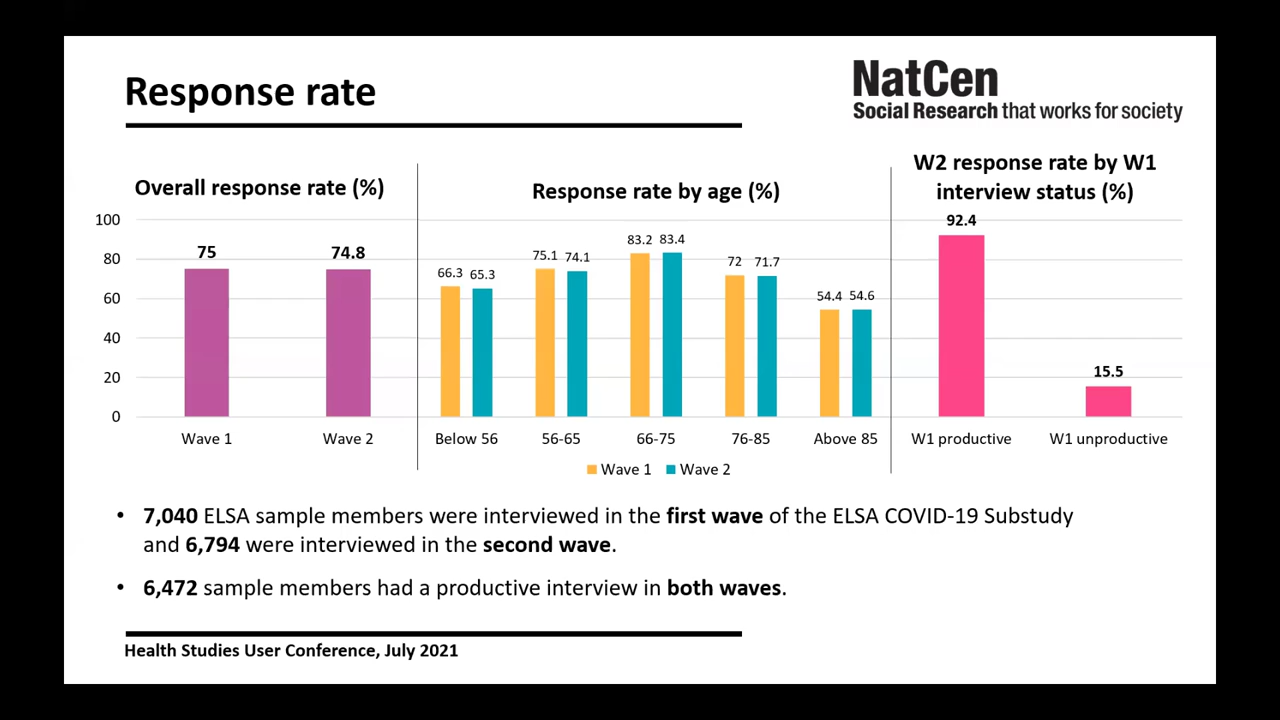 Response rate
NatCen
Social Research that works for society
Overall response rate (%)
100
80
60
40
20
0
75
74.8
Wave 1
Wave 2
Response rate by age (%)
66.3
65.3
75.1
74.1
83.2
83.4
72
71.7
54.4
54.6
Below 56
56-65
66-75
76-85
Above 85
Wave 1
Wave 2
W2 response rate by W1
interview status (%)
92.4
15.5
W1 productive
W1 unproductive
• 7,040 ELSA sample members were interviewed in the first wave of the ELSA COVID-19 Substudy
and 6,794 were interviewed in the second wave.
• 6,472 sample members had a productive interview in both waves.
Health Studies User Conference, July 2021